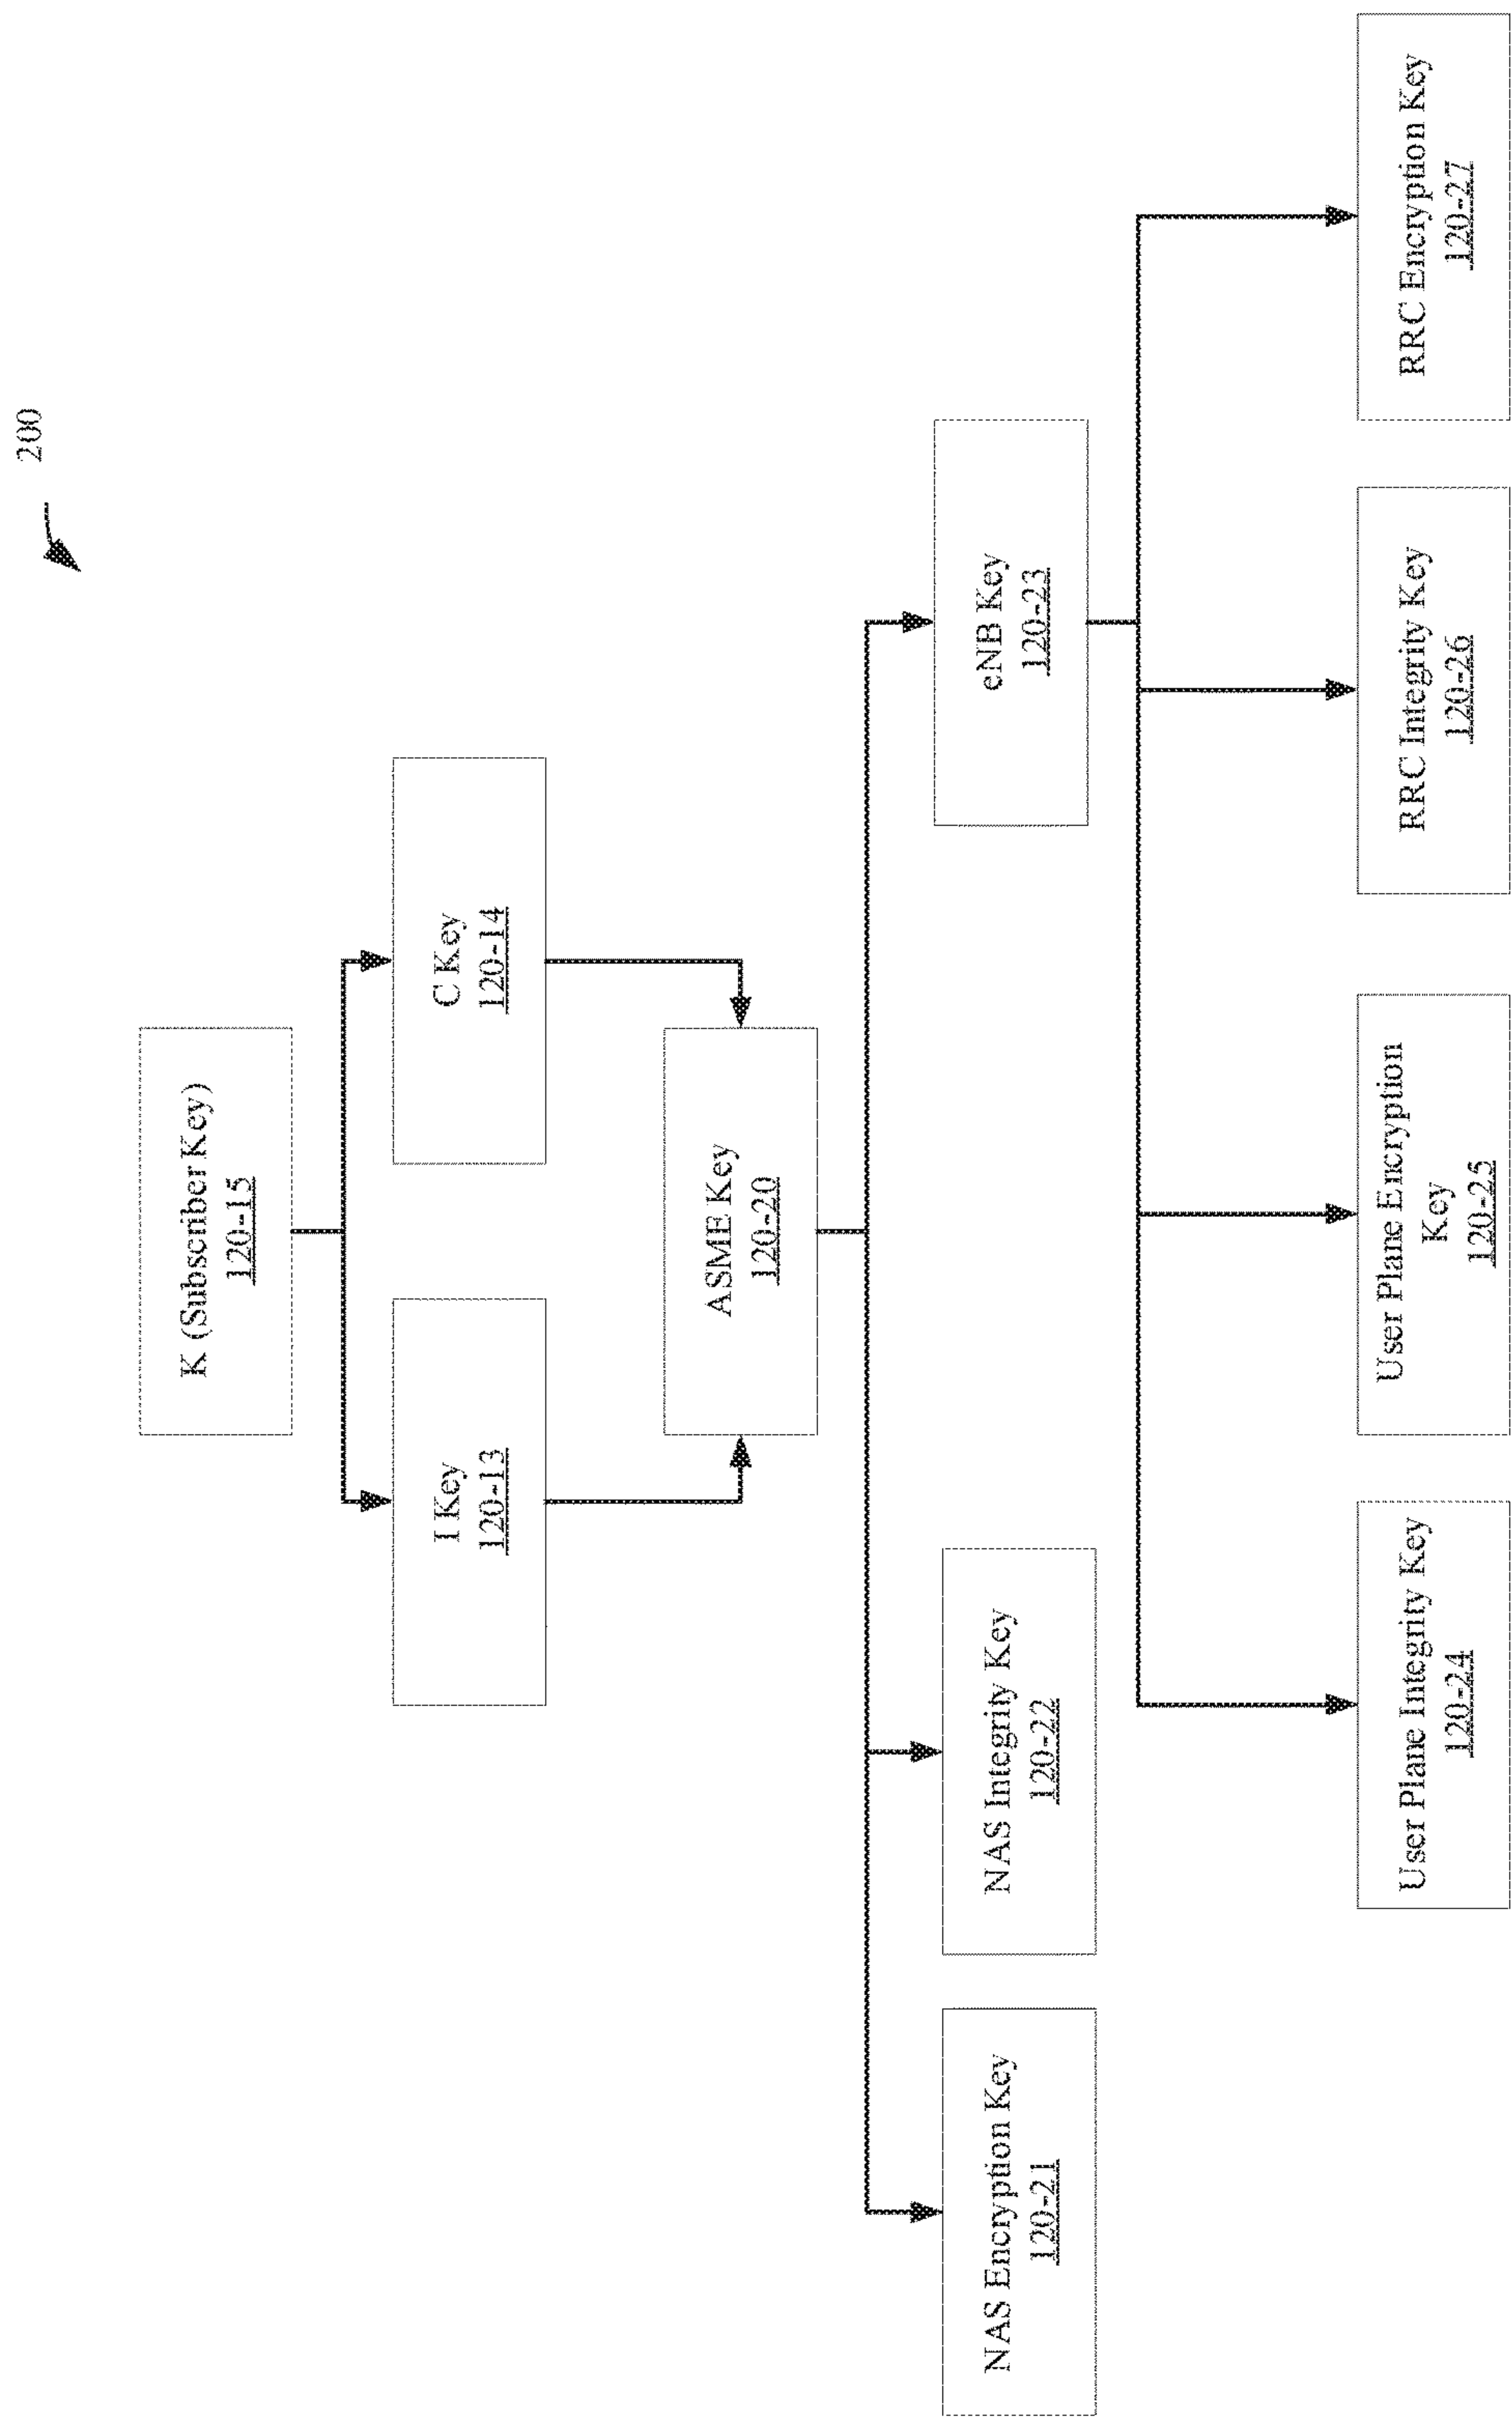 200
K (Subscriber Key)
120-15
I Key
120-13
C Key
120-14
ASME Key
120-20
NAS Encryption Key
120-21
NAS Integrity Key
120-22
eNB Key
120-23
User Plane Integrity Key
120-24
User Plane Encryption
Key
120-25
RRC Integrity Key
120-26
RRC Encryption Key
120-27